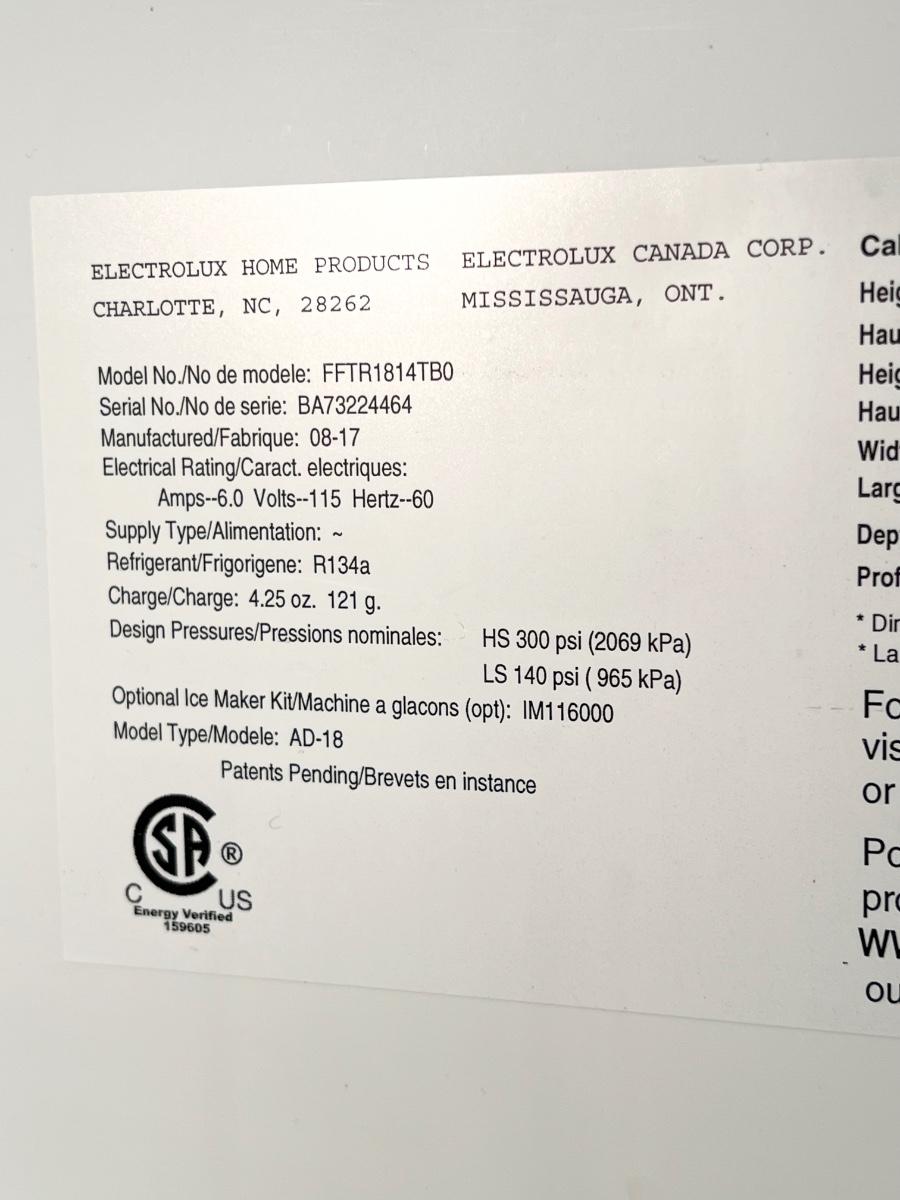 ELECTROLUX HOME PRODUCTS ELECTROLUX CANADA CORP.
CHARLOTTE, NC, 28262 MISSISSAUGA, ONT.
Model No./No de modele: FFTR1814TB0
Serial No./No de serie: BA73224464
Manufactured/Fabrique: 08-17
Electrical Rating/Caract. electriques:
Amps--6.0 Volts--115 Hertz--60
Supply Type/Alimentation: ~
Refrigerant/Frigorigene: R134a
Charge/Charge: 4.25 oz. 121 g.
Design Pressures/Pressions nominales: HS 300 psi (2069 kPa)
LS 140 psi ( 965 kPa)
Optional Ice Maker Kit/Machine a glacons (opt): IM116000
Model Type/Modele: AD-18
Patents Pending/Brevets en instance
SA ®
C US
Energy Verified
159605
or